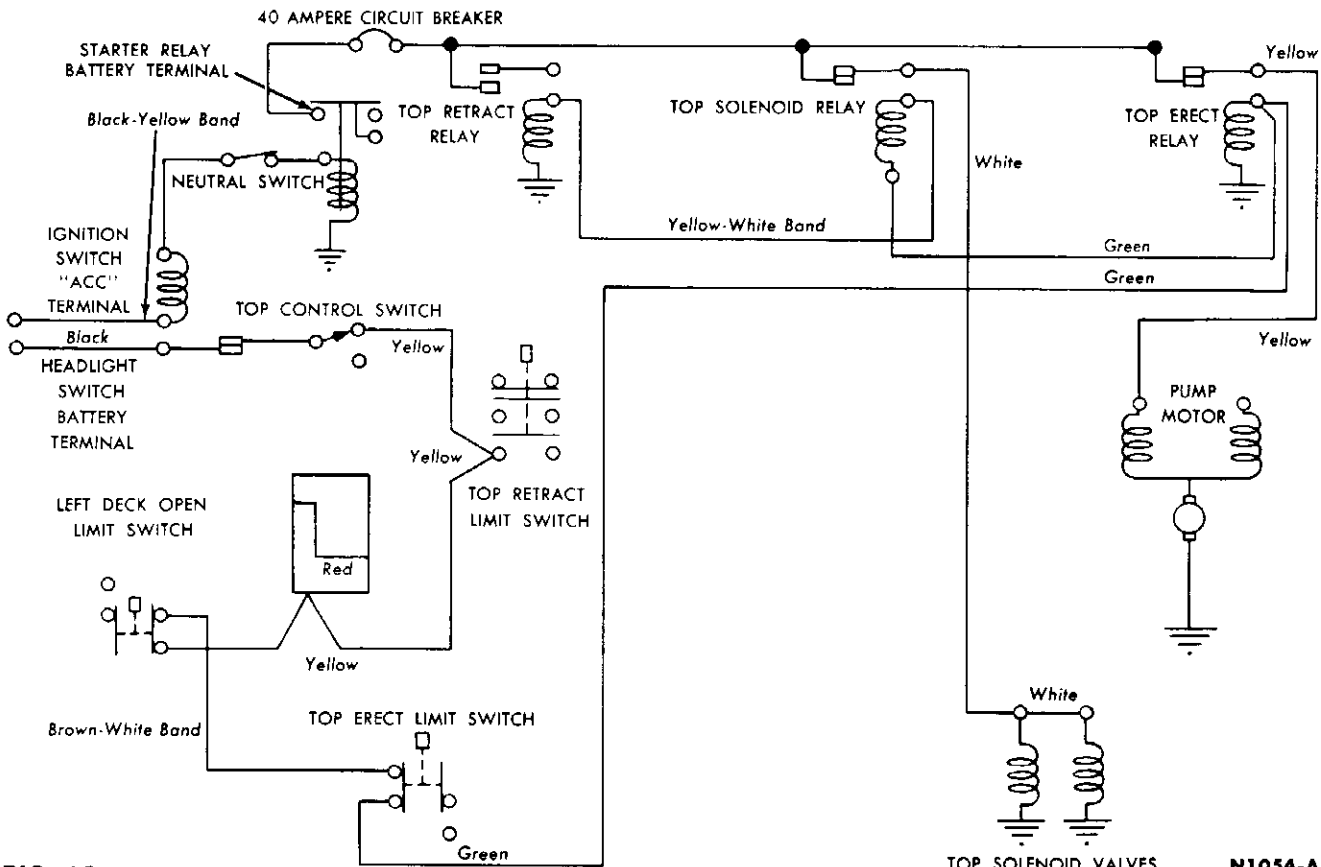 40 AMPERE CIRCUIT BREAKER
STARTER RELAY
BATTERY TERMINAL
Yellow
Black-Yellow Band
TOP RETRACT
RELAY
TOP SOLENOID RELAY
TOP ERECT
RELAY
NEUTRAL SWITCH
White
Yellow-White Band
IGNITION
SWITCH
"ACC"
TERMINAL
Green
Green
TOP CONTROL SWITCH
Black
Yellow
Yellow
HEADLIGHT
SWITCH
BATTERY
TERMINAL
PUMP
MOTOR
Yellow
TOP RETRACT
LIMIT SWITCH
LEFT DECK OPEN
LIMIT SWITCH
Red
Yellow
White
Brown-White Band
TOP ERECT LIMIT SWITCH
Green
TOP SOLENOID VALVES
N1054-A